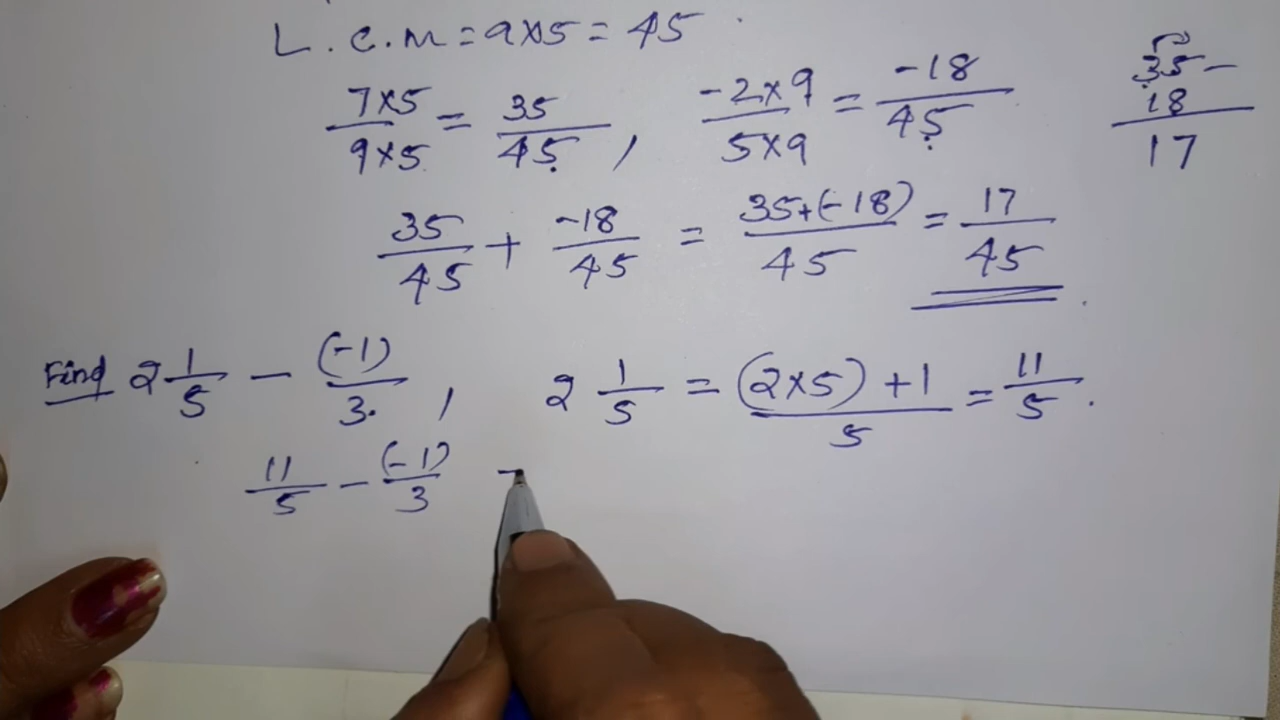 L.C.M = 9×5 = 45
7×5/9×5 = 35/45, -2×9/5×9 = -18/45
35 - 18
17
35/45 + -18/45 = 35+(-18)/45 = 17/45
Find 2 1/5 - (-1)/3, 2 1/5 = (2×5)+1/5 = 11/5.
11/5 - (-1)/3